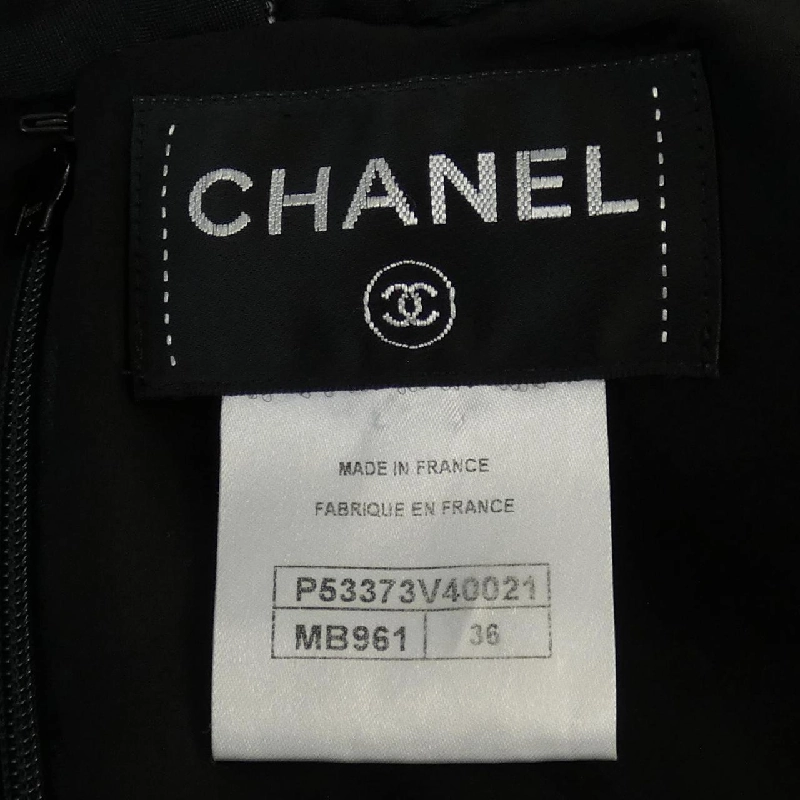 CHANEL
MADE IN FRANCE
FABRIQUE EN FRANCE
P53373V40021
MB961 36